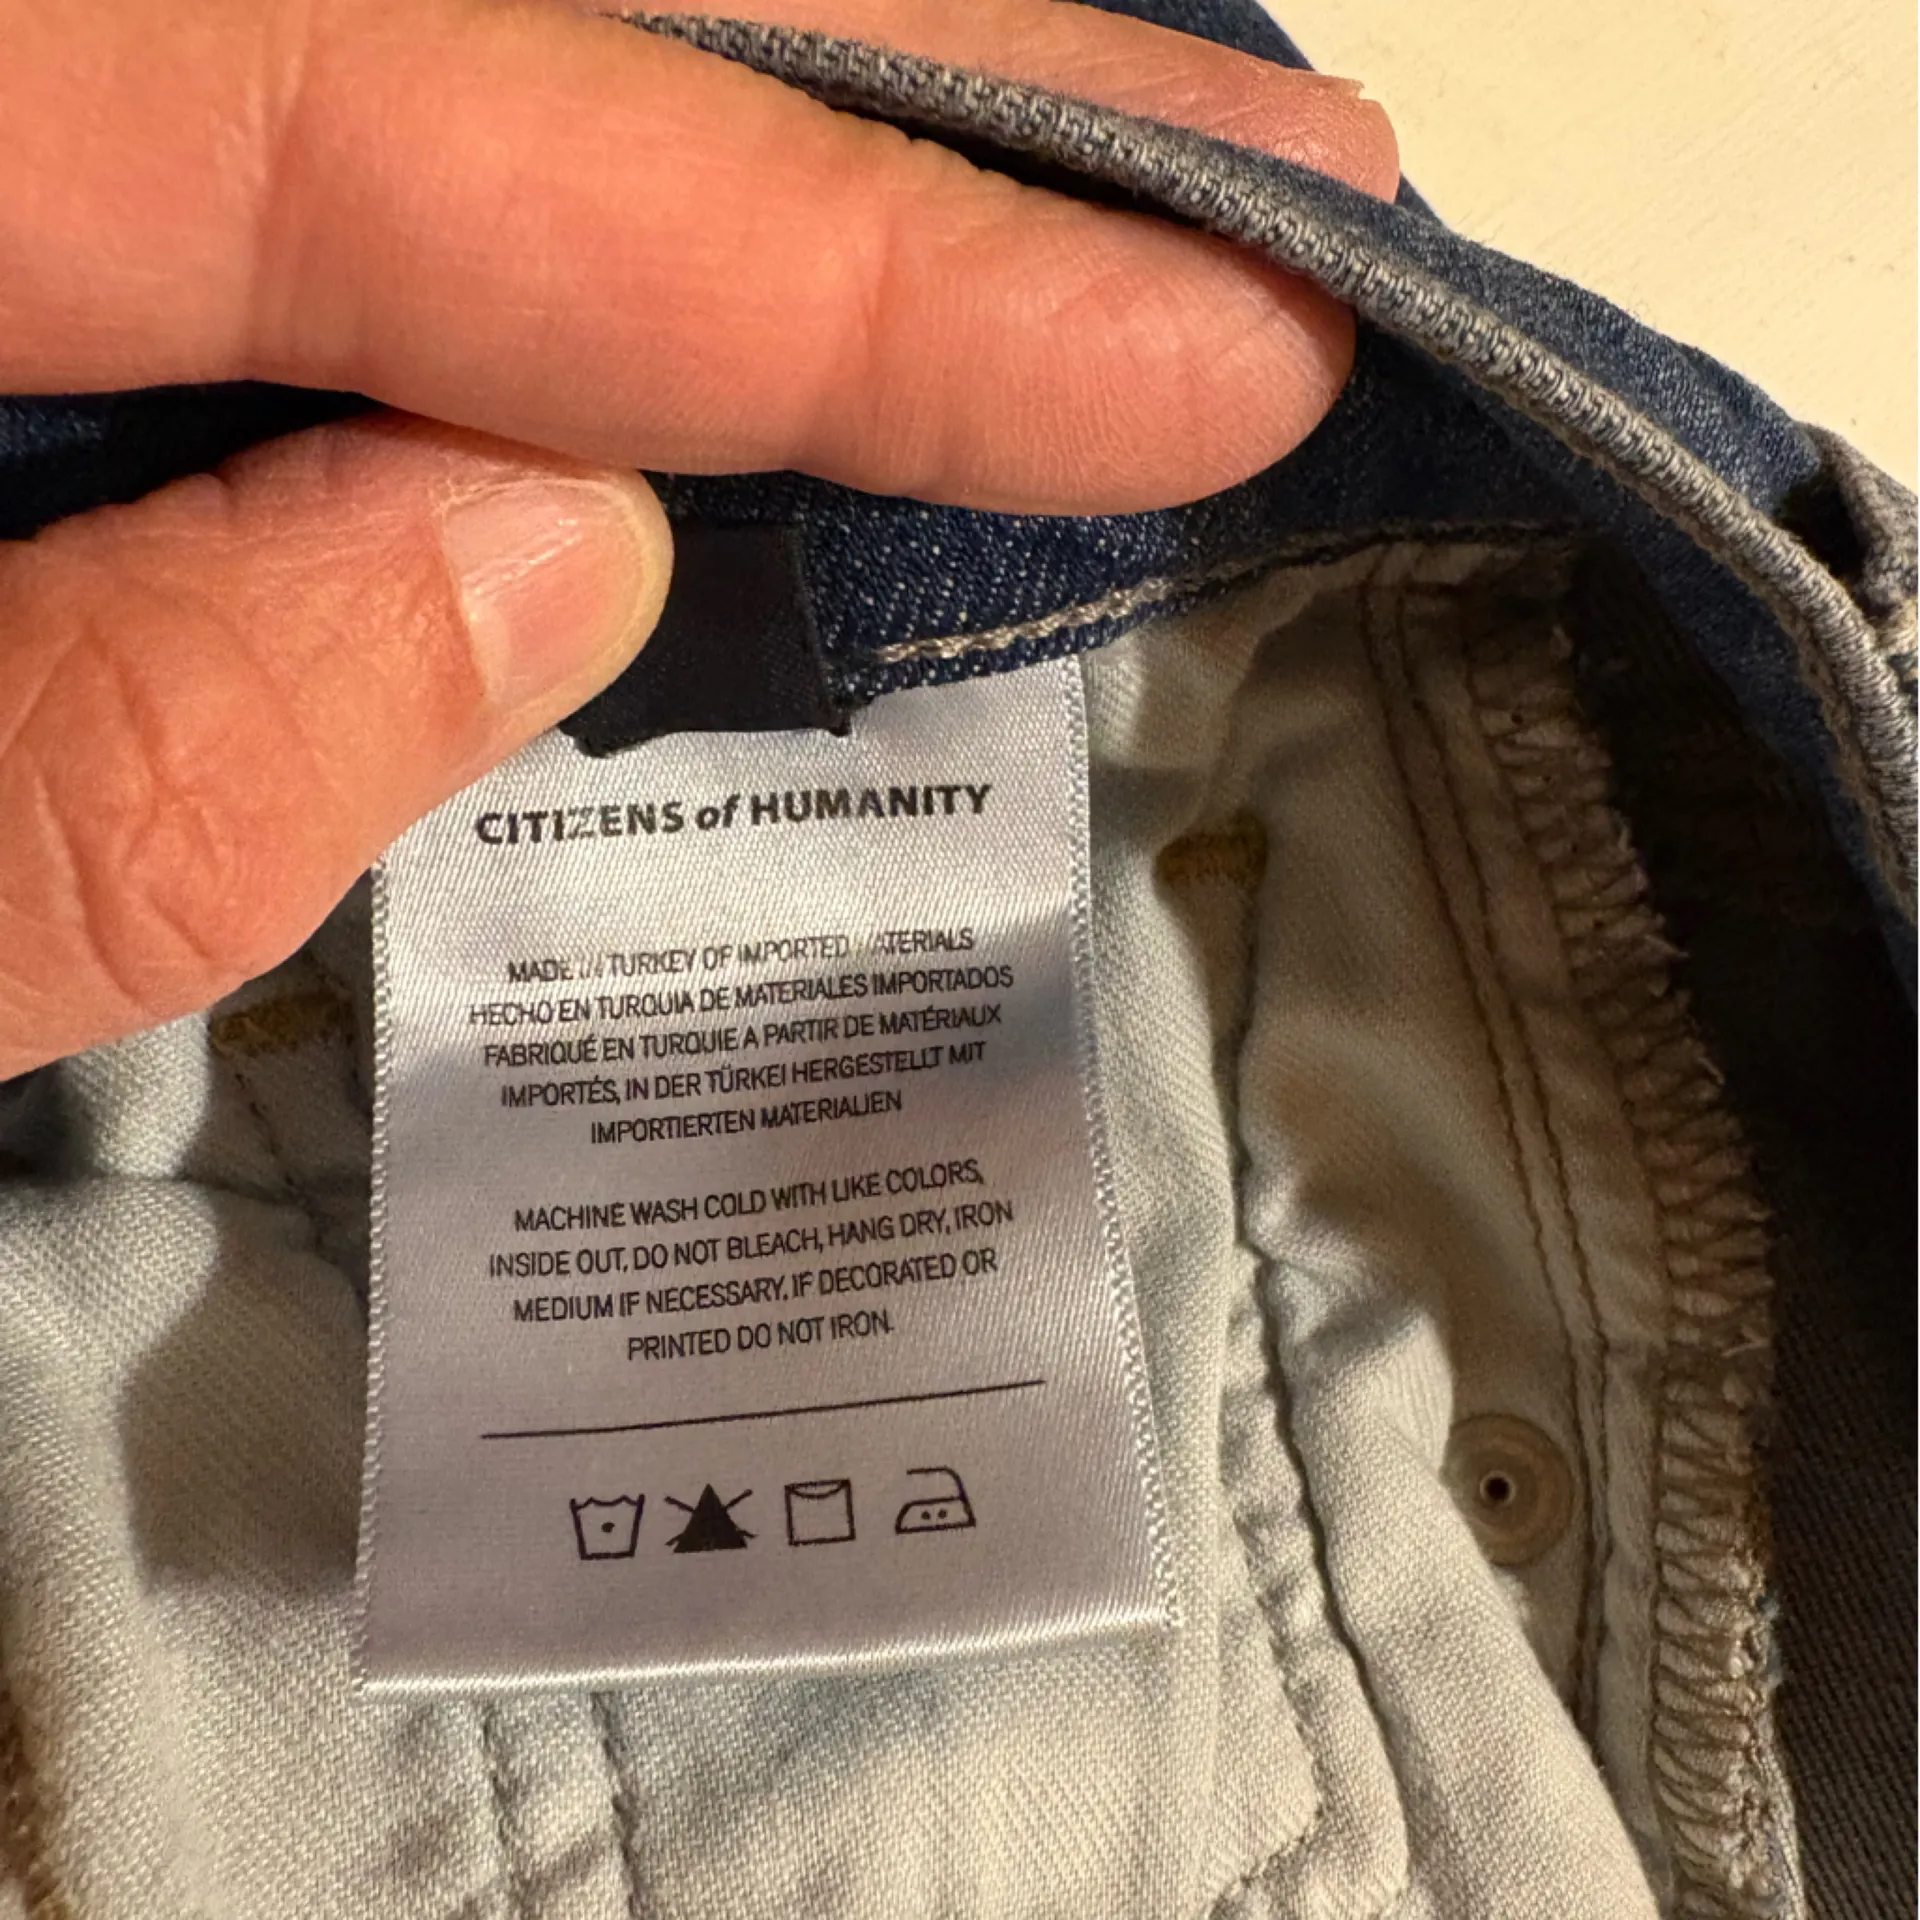 CITIZENS of HUMANITY
MADE IN TURKEY OF IMPORTED MATERIALS
HECHO EN TURQUIA DE MATERIALES IMPORTADOS
FABRIQUÉ EN TURQUIE A PARTIR DE MATÉRIAUX
IMPORTÉS, IN DER TÜRKEI HERGESTELLT MIT
IMPORTIERTEN MATERIALIEN
MACHINE WASH COLD WITH LIKE COLORS,
INSIDE OUT, DO NOT BLEACH, HANG DRY, IRON
MEDIUM IF NECESSARY. IF DECORATED OR
PRINTED DO NOT IRON.